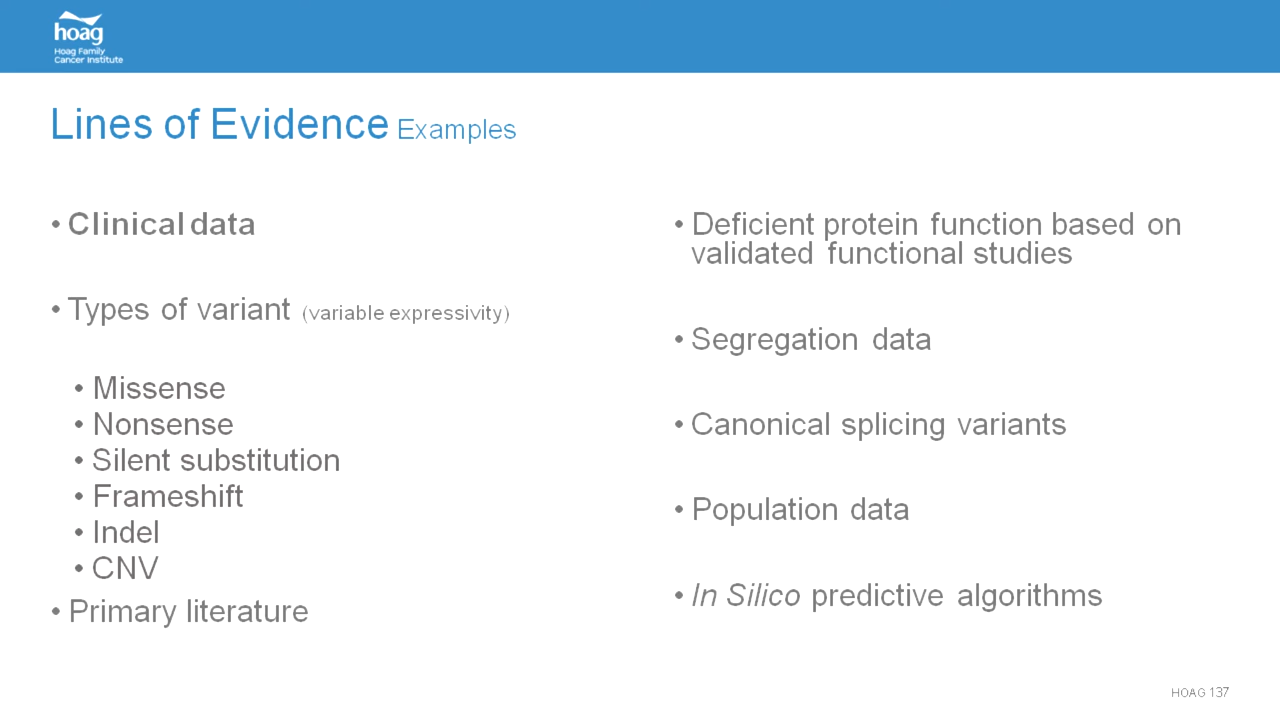 hoag
Hoag Family
Cancer Institute
Lines of Evidence Examples
• Clinical data
• Types of variant (variable expressivity)
• Missense
• Nonsense
• Silent substitution
• Frameshift
• Indel
• CNV
• Primary literature
• Deficient protein function based on
validated functional studies
• Segregation data
• Canonical splicing variants
• Population data
• In Silico predictive algorithms
HOAG 137